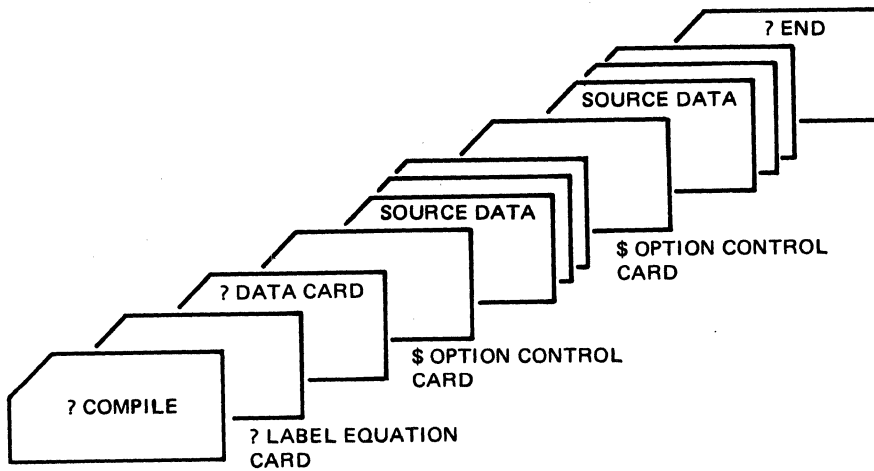 ? END
SOURCE DATA
SOURCE DATA
$ OPTION CONTROL
CARD
? DATA CARD
$ OPTION CONTROL
CARD
? COMPILE
? LABEL EQUATION
CARD